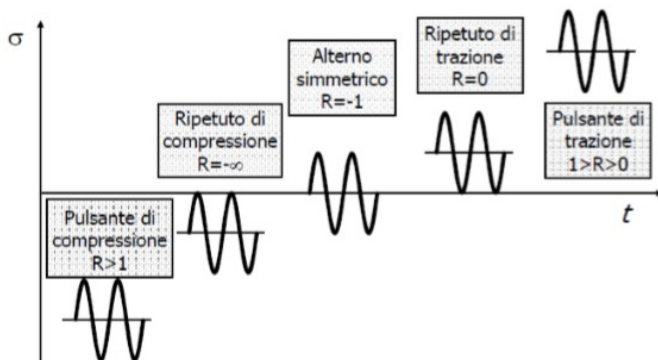 σ
Alterno
simmetrico
R=-1
Ripetuto di
trazione
R=0
Ripetuto di
compressione
R=-∞
Pulsante di
trazione
1>R>0
Pulsante di
compressione
R>1
t